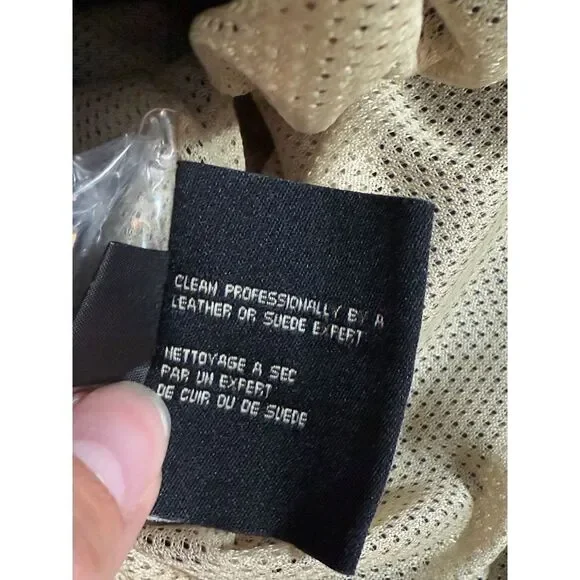 CLEAN PROFESSIONALLY BY A
LEATHER OR SUEDE EXPERT
NETTOYAGE A SEC
PAR UN EXPERT
DE CUIR OU DE SUEDE